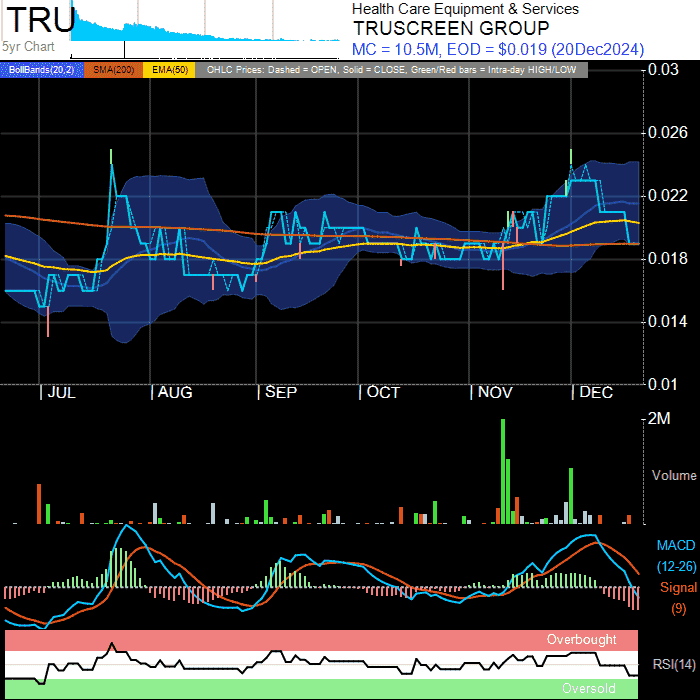 TRU
5yr Chart
Health Care Equipment & Services
TRUSCREEN GROUP
MC = 10.5M, EOD = $0.019 (20Dec2024)
BollBands(20,2) SMA(200) EMA(50) OHLC Prices: Dashed = OPEN, Solid = CLOSE, Green/Red bars = Intra-day HIGH/LOW
0.03
0.026
0.022
0.018
0.014
0.01
JUL AUG SEP OCT NOV DEC
2M
Volume
MACD
(12-26)
Signal
(9)
Overbought
RSI(14)
Oversold